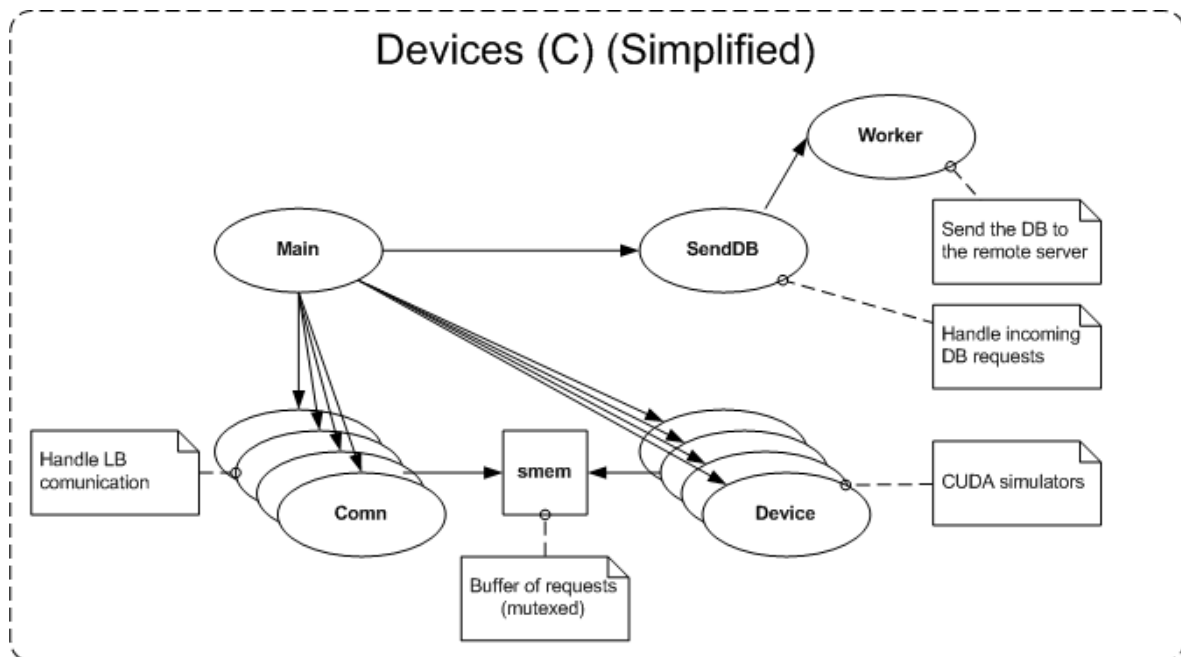 Devices (C) (Simplified)
Worker
Send the DB to
the remote server
Main
SendDB
Handle incoming
DB requests
Handle LB
comunication
smem
CUDA simulators
Comn
Device
Buffer of requests
(mutexed)